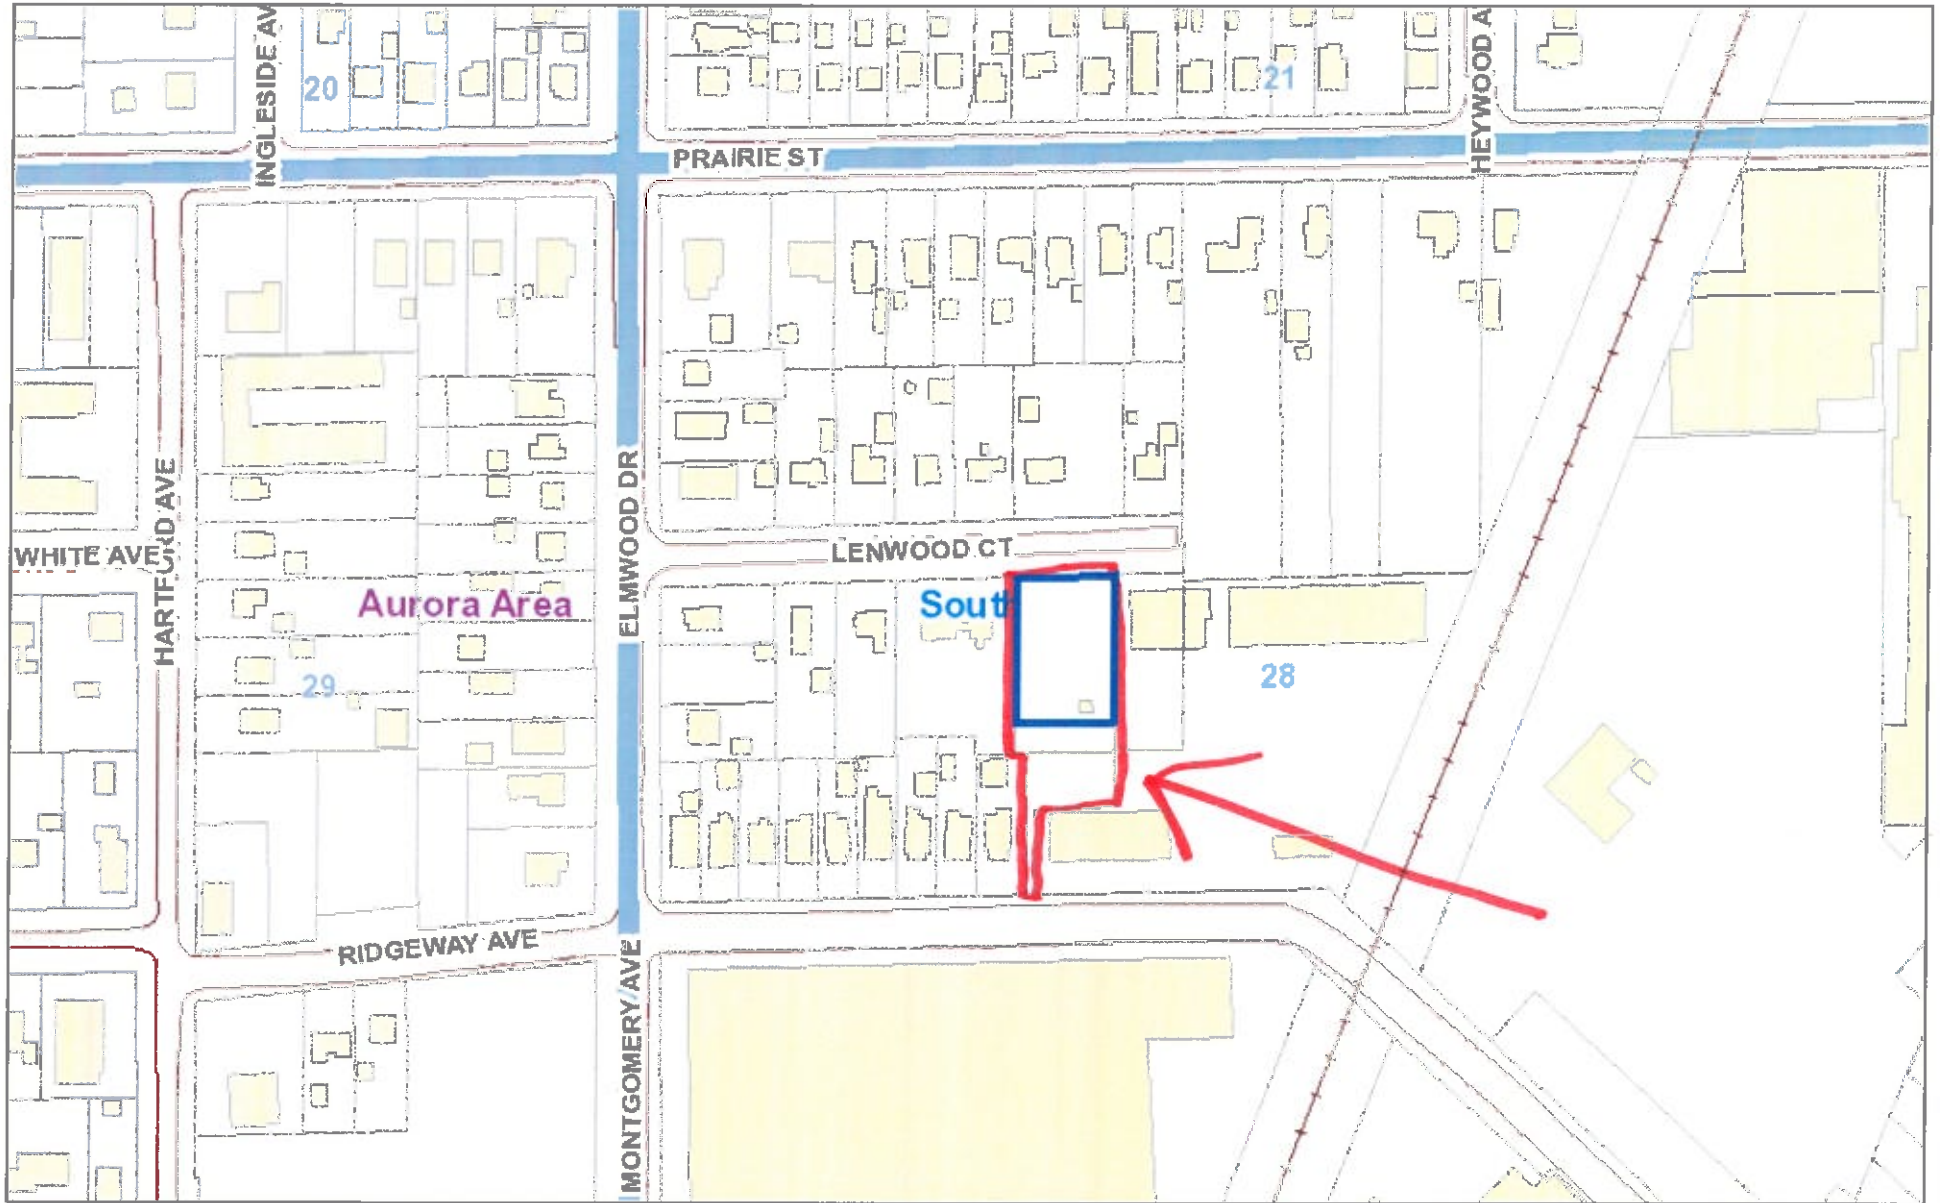 INGLESIDE AV
20
21
HEYWOOD A
PRAIRIE ST
HARTFORD AVE
ELMWOOD DR
WHITE AVE
LENWOOD CT
Aurora Area
Sout
29
28
RIDGEWAY AVE
MONTGOMERY AVE